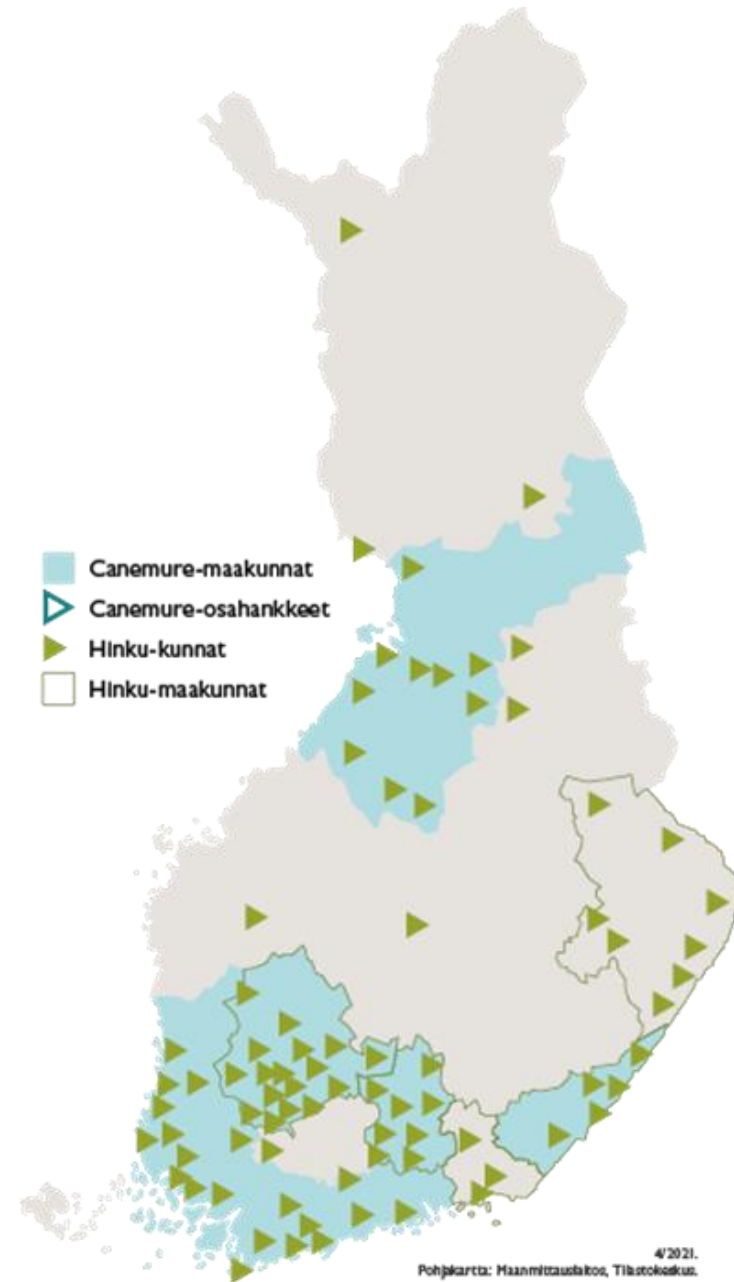 Canemure-maakunnat
Canemure-osahankkeet
Hinku-kunnat
Hinku-maakunnat
4/2021.
Pohjakartta: Maanmittauslaitos, Tilastokeskus.